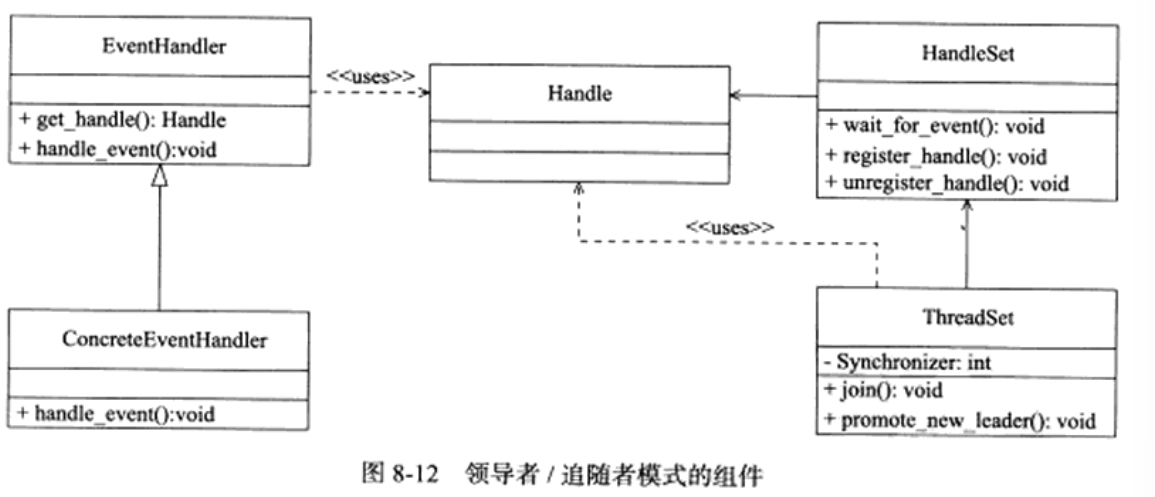 EventHandler
+ get_handle(): Handle
+ handle_event():void
<<uses>>
Handle
HandleSet
+ wait_for_event(): void
+ register_handle(): void
+ unregister_handle(): void
<<uses>>
ConcreteEventHandler
+ handle_event():void
ThreadSet
- Synchronizer: int
+ join(): void
+ promote_new_leader(): void
图 8-12 领导者 / 追随者模式的组件